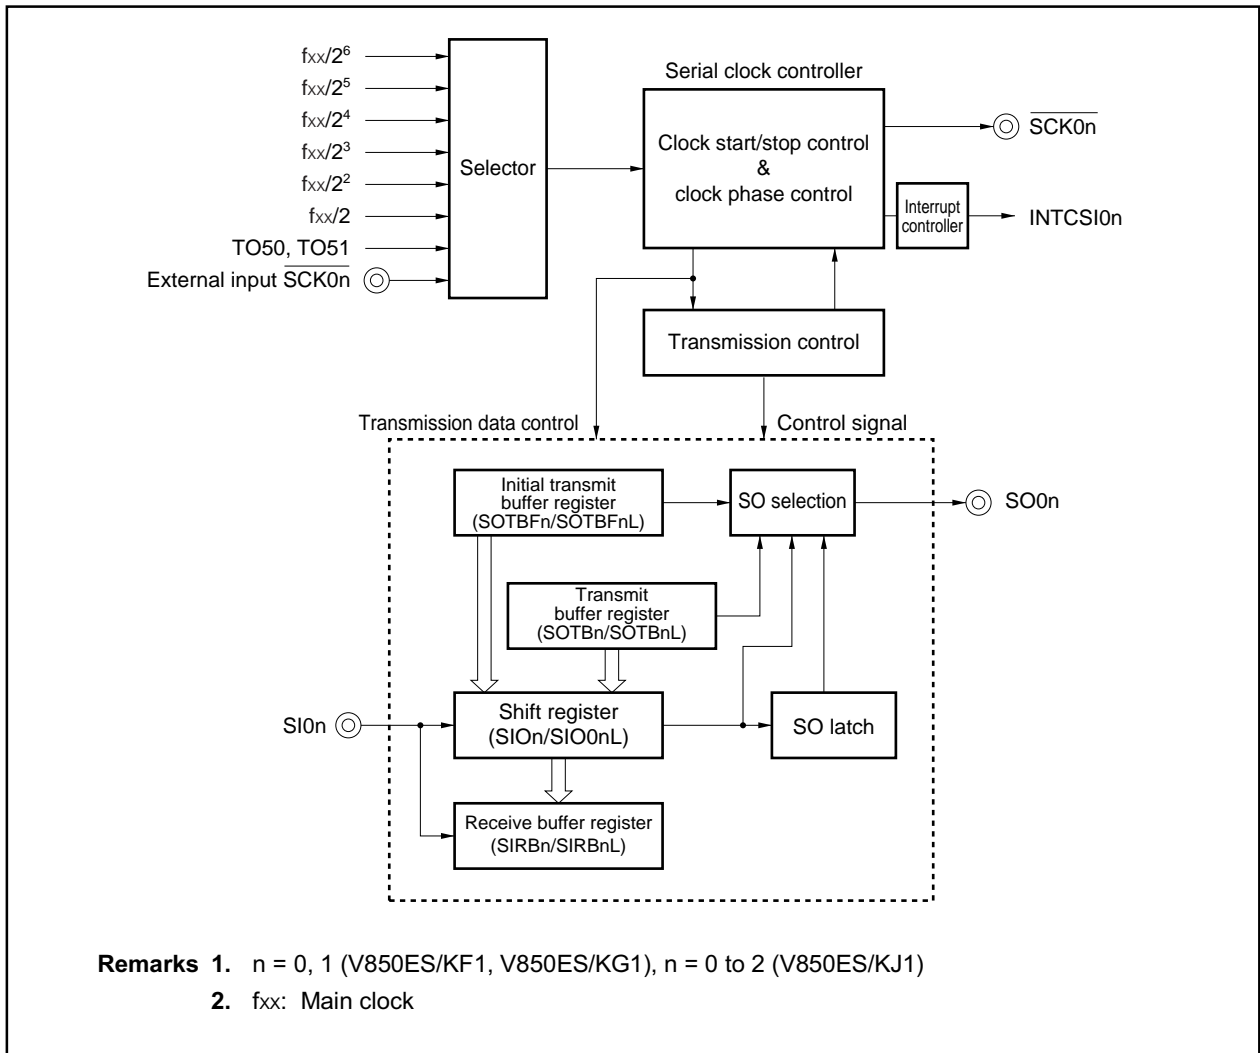 fxx/2⁶
fxx/2⁵
fxx/2⁴
fxx/2³
fxx/2²
fxx/2
TO50, TO51
External input SCK0n
Selector
Serial clock controller
Clock start/stop control
&
clock phase control
SCK0n
Interrupt
controller
INTCSI0n
Transmission control
Transmission data control
Control signal
Initial transmit
buffer register
(SOTBFn/SOTBFnL)
SO selection
SO0n
Transmit
buffer register
(SOTBn/SOTBnL)
SI0n
Shift register
(SIOn/SIO0nL)
SO latch
Receive buffer register
(SIRBn/SIRBnL)
Remarks 1. n = 0, 1 (V850ES/KF1, V850ES/KG1), n = 0 to 2 (V850ES/KJ1)
2. fxx: Main clock